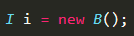 I i = new B();